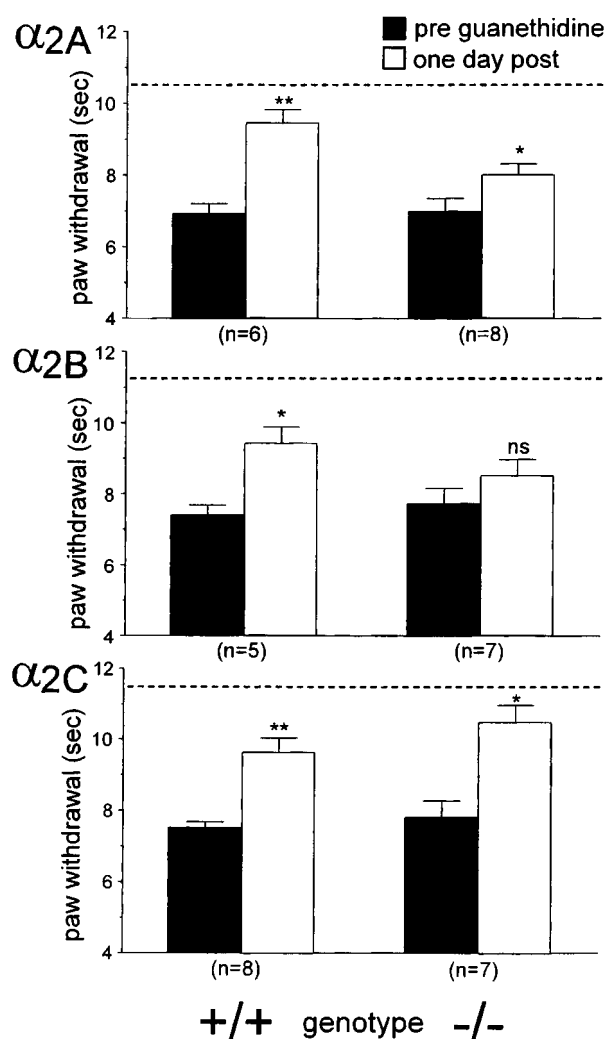 pre guanethidine
one day post
α2A
12
10
8
6
4
paw withdrawal (sec)
**
*
(n=6)
(n=8)
α2B
12
10
8
6
4
paw withdrawal (sec)
*
ns
(n=5)
(n=7)
α2C
12
10
8
6
4
paw withdrawal (sec)
**
*
(n=8)
(n=7)
+/+ genotype -/-